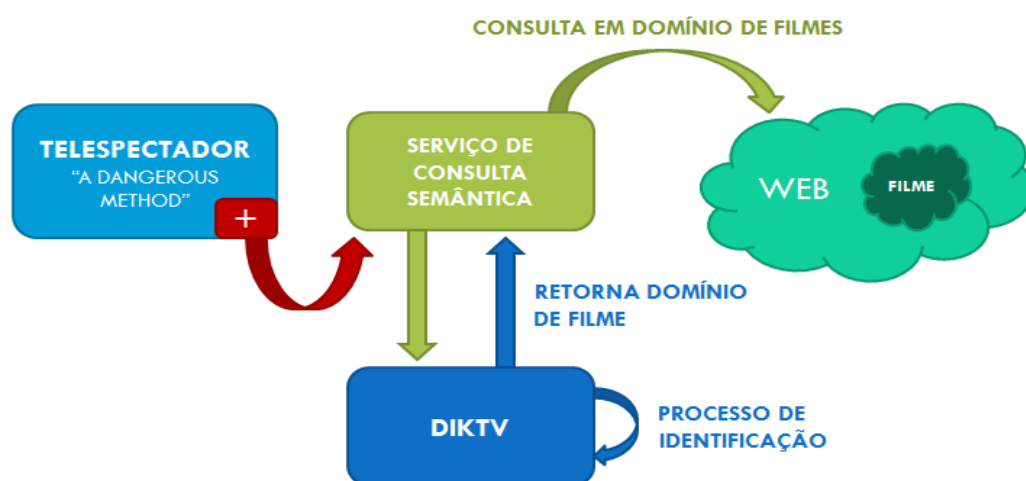 CONSULTA EM DOMÍNIO DE FILMES
TELESPECTADOR
“A DANGEROUS
METHOD”
+
SERVIÇO DE
CONSULTA
SEMÂNTICA
WEB
FILME
RETORNA DOMÍNIO
DE FILME
DIKTV
PROCESSO DE
IDENTIFICAÇÃO